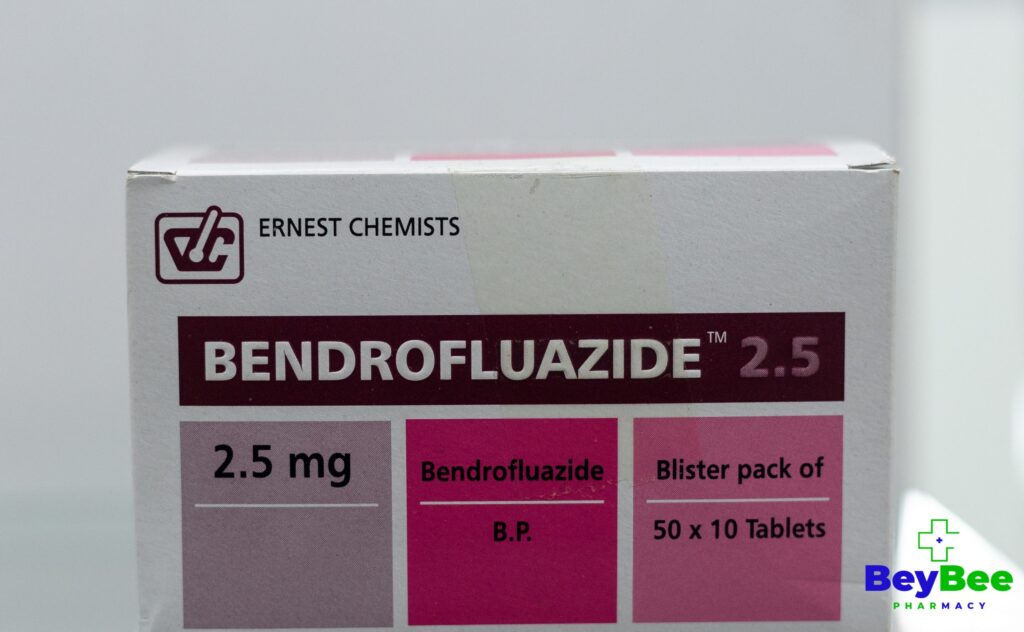 ERNEST CHEMISTS
BENDROFLUAZIDE™ 2.5
2.5 mg
Bendrofluazide
B.P.
Blister pack of
50 x 10 Tablets
BeyBee
PHARMACY